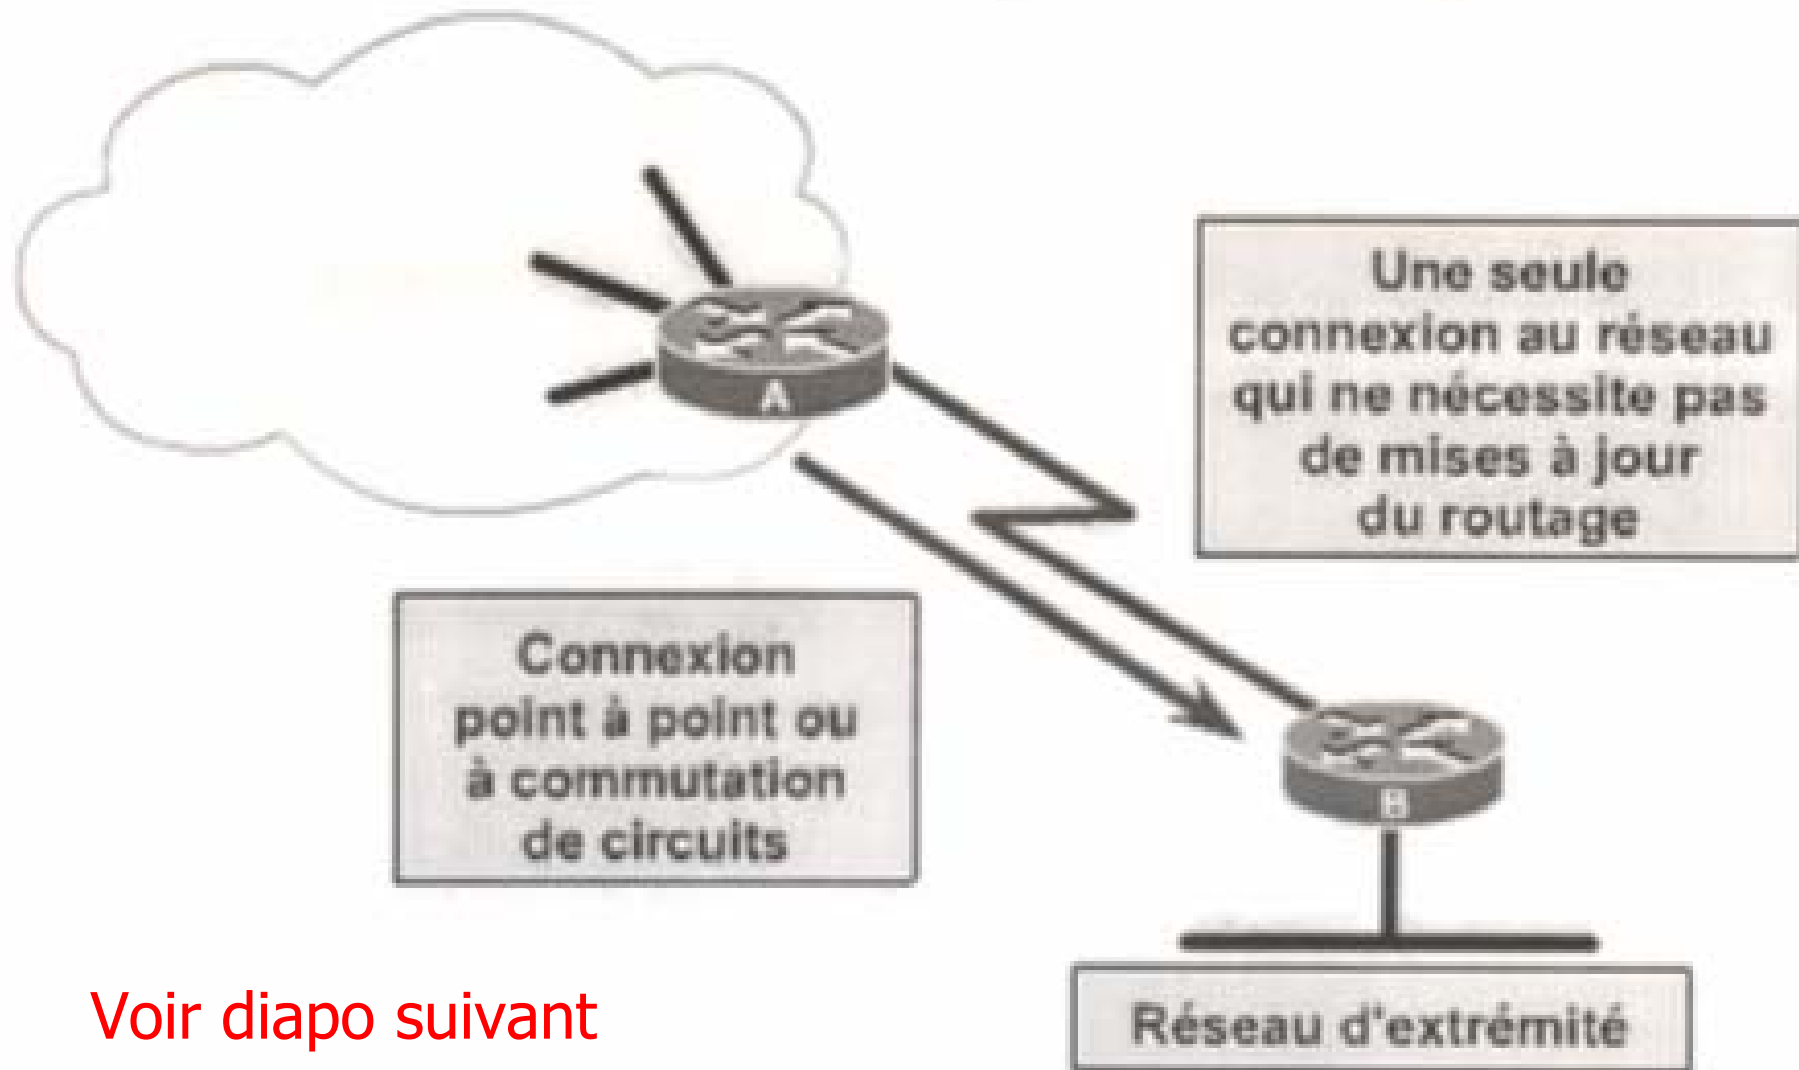 A
Une seule
connexion au réseau
qui ne nécessite pas
de mises à jour
du routage
Connexion
point à point ou
à commutation
de circuits
B
Réseau d'extrémité
Voir diapo suivant